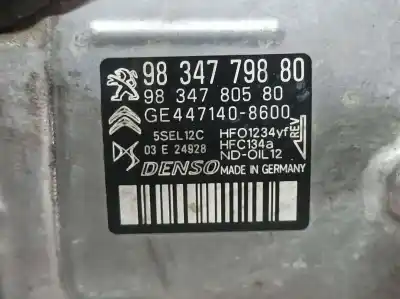 98 347 798 80
98 347 805 80
GE447140-8600
5SEL12C
HFO1234yf
HFC134a
REV
03 E 24928
ND-OIL12
DENSO
MADE IN GERMANY